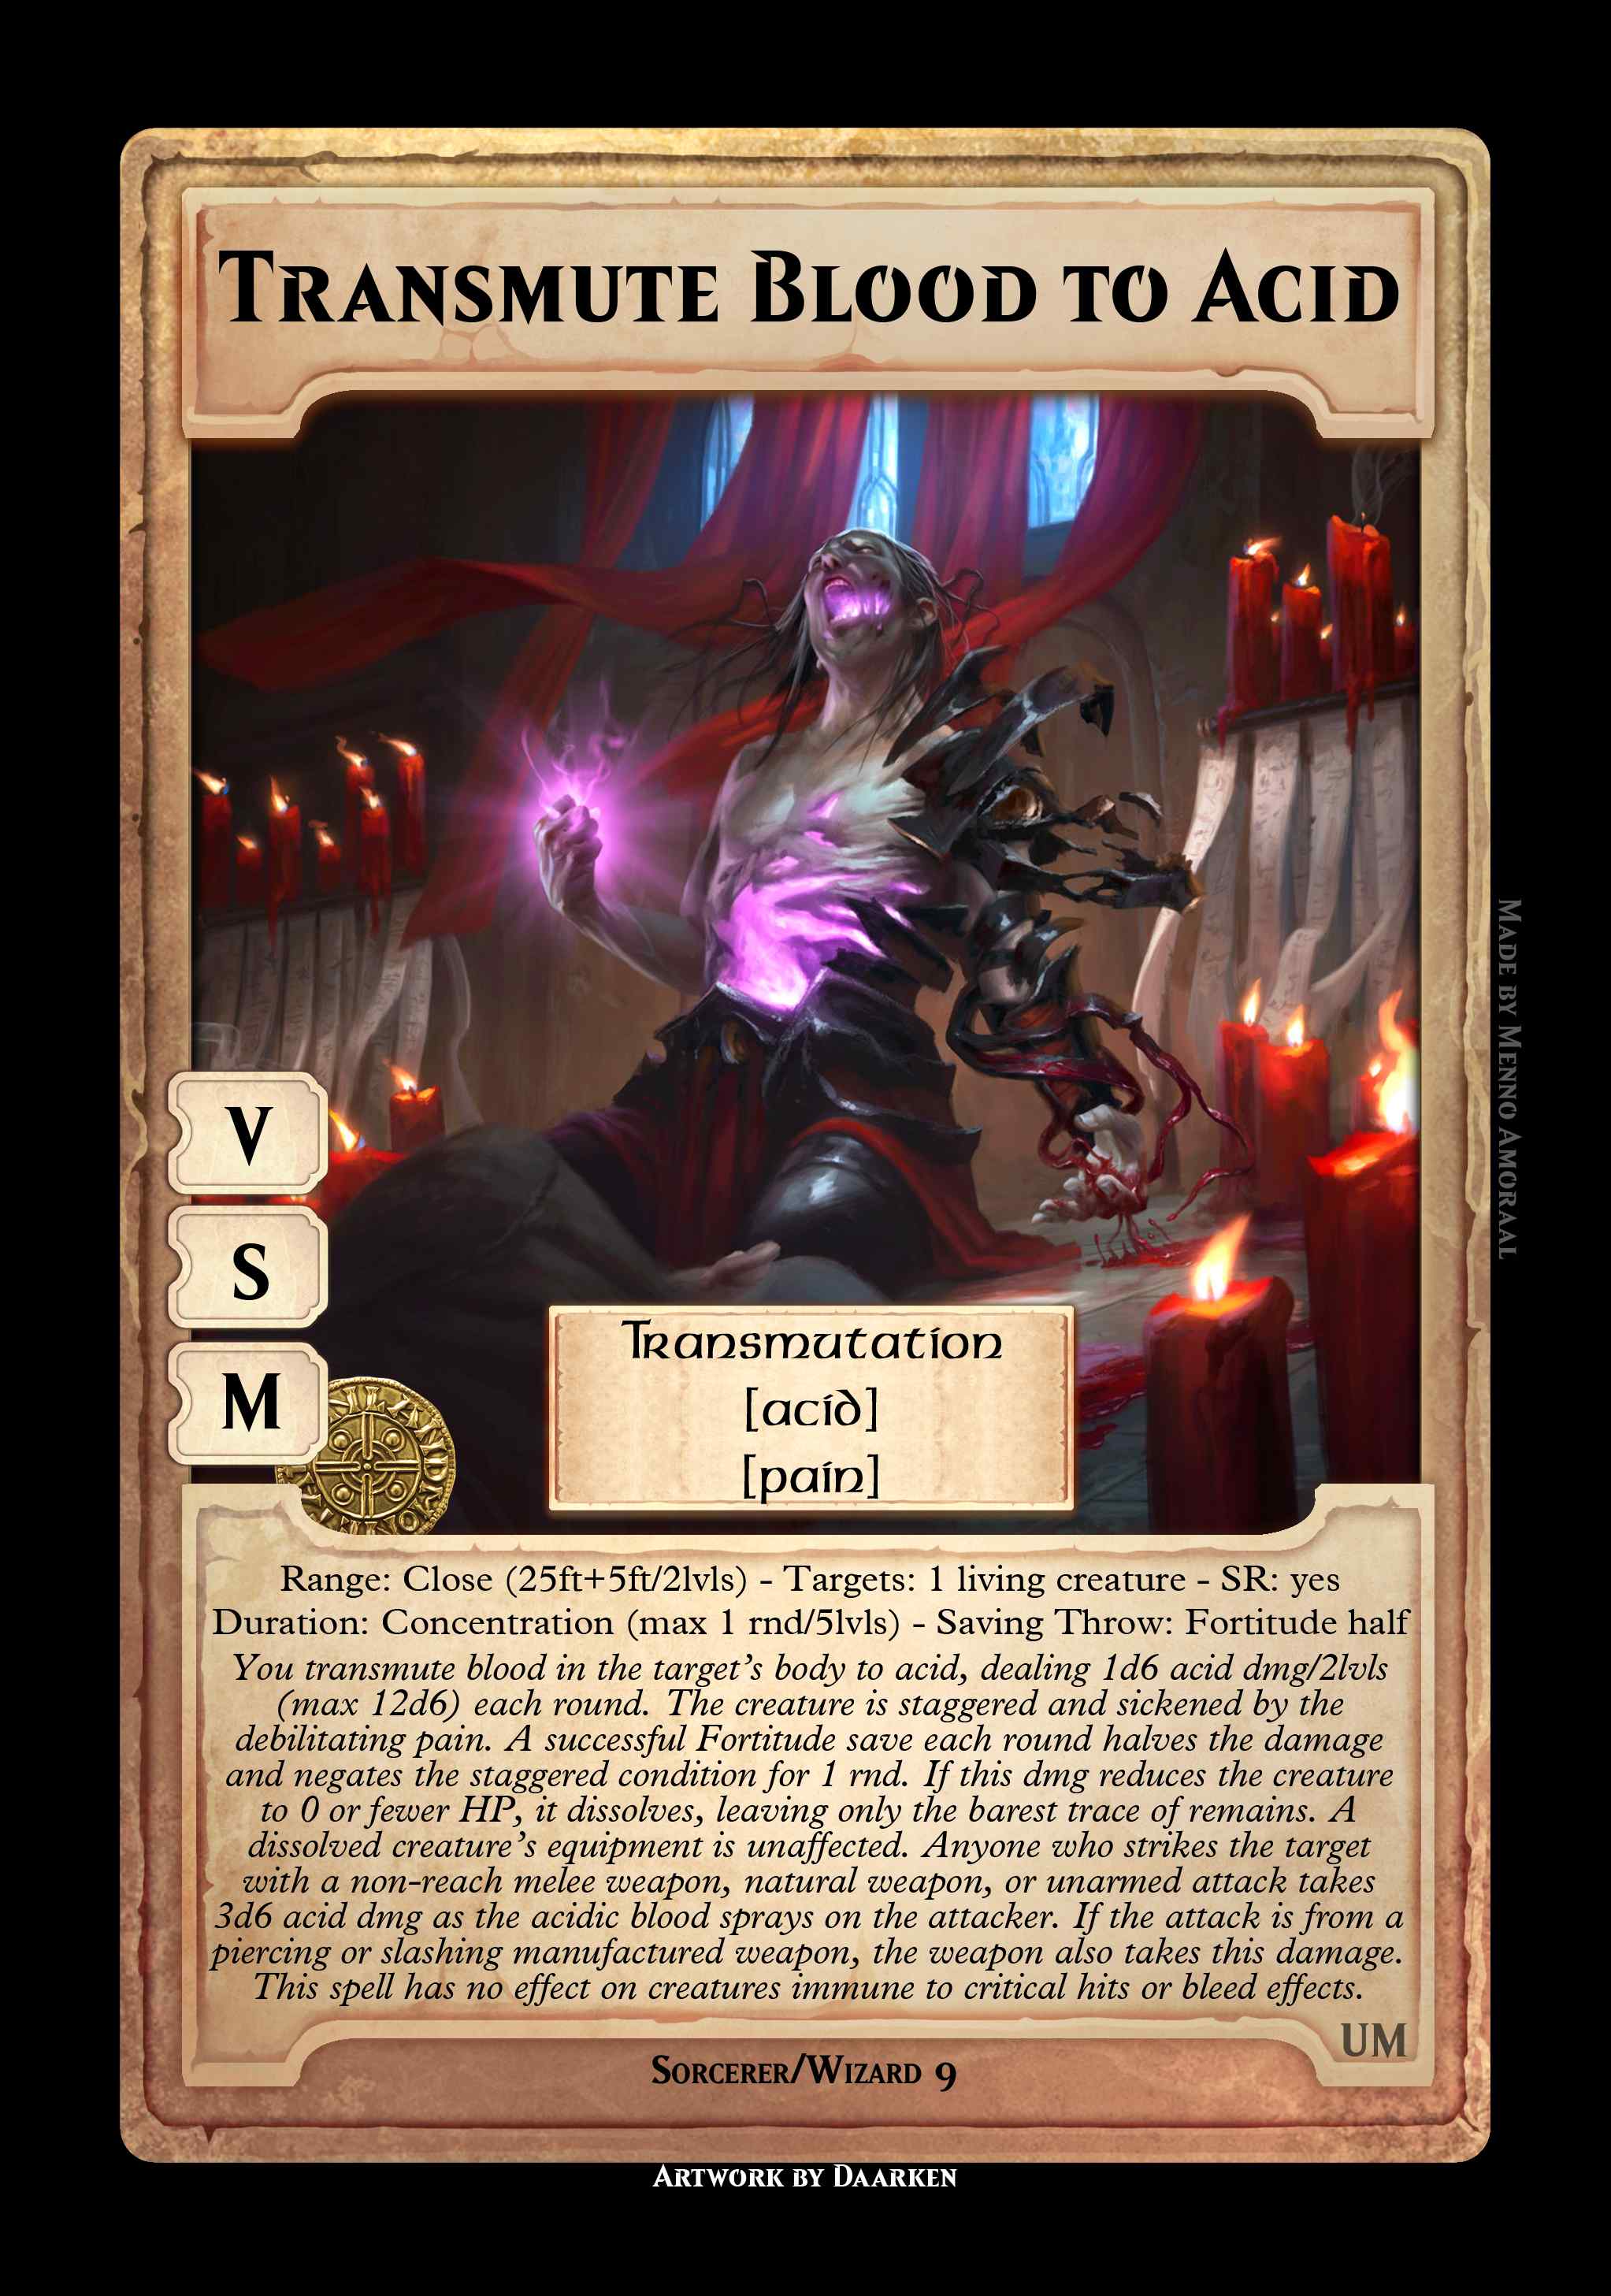 Transmute Blood to Acid
V
S
M
Transmutation
[acid]
[pain]
Range: Close (25ft+5ft/2lvls) - Targets: 1 living creature - SR: yes
Duration: Concentration (max 1 rnd/5lvls) - Saving Throw: Fortitude half
You transmute blood in the target's body to acid, dealing 1d6 acid dmg/2lvls
(max 12d6) each round. The creature is staggered and sickened by the
debilitating pain. A successful Fortitude save each round halves the damage
and negates the staggered condition for 1 rnd. If this dmg reduces the creature
to 0 or fewer HP, it dissolves, leaving only the barest trace of remains. A
dissolved creature's equipment is unaffected. Anyone who strikes the target
with a non-reach melee weapon, natural weapon, or unarmed attack takes
3d6 acid dmg as the acidic blood sprays on the attacker. If the attack is from a
piercing or slashing manufactured weapon, the weapon also takes this damage.
This spell has no effect on creatures immune to critical hits or bleed effects.
UM
Sorcerer/Wizard 9
Artwork by Daarken
Made by Menno Amoraal